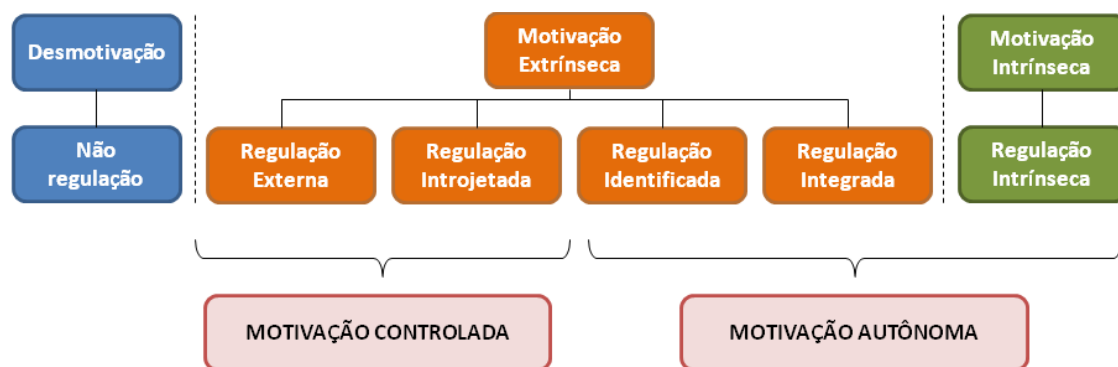 Desmotivação
Motivação
Extrínseca
Motivação
Intrínseca
Não
regulação
Regulação
Externa
Regulação
Introjetada
Regulação
Identificada
Regulação
Integrada
Regulação
Intrínseca
MOTIVAÇÃO CONTROLADA
MOTIVAÇÃO AUTÔNOMA